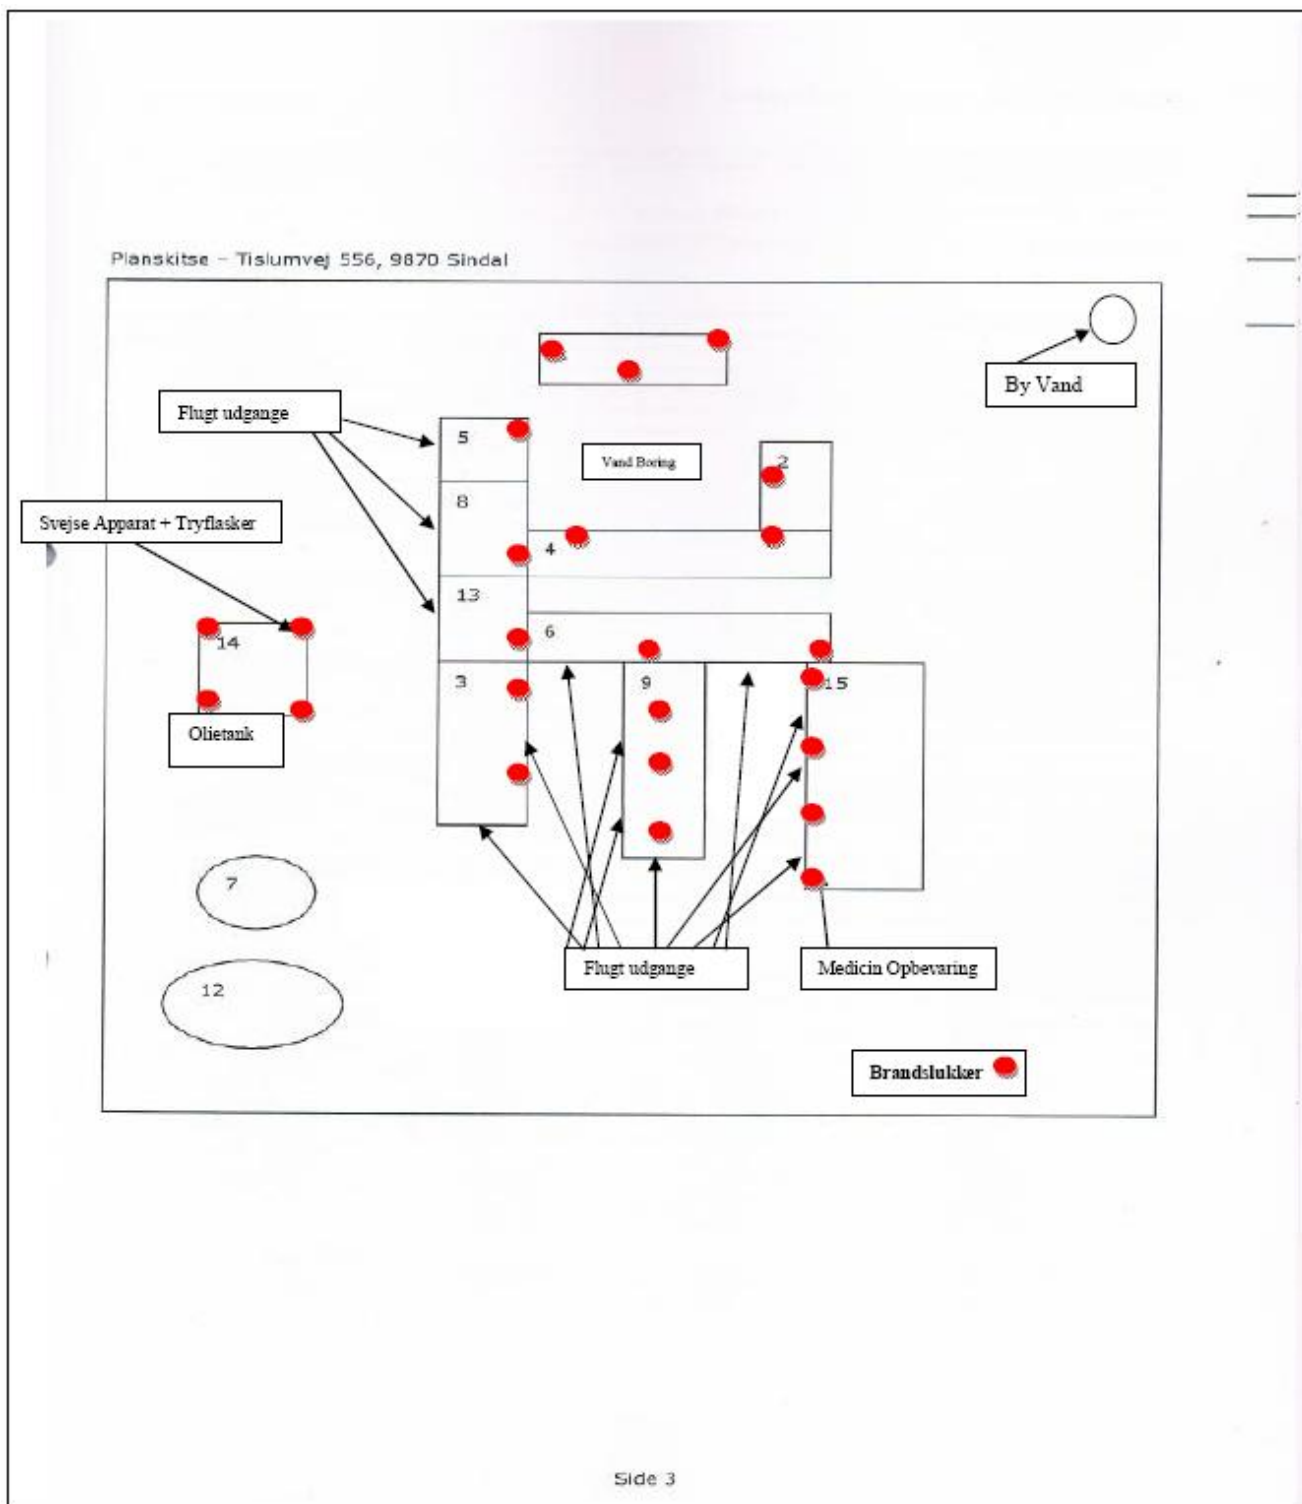 Planskitse – Tislumvej 556, 9870 Sindal
By Vand
Flugt udgange
5
Vand Boring
2
8
Svejse Apparat + Tryflasker
4
13
6
14
3
9
15
Olietank
7
Flugt udgange
Medicin Opbevaring
12
Brandslukker
Side 3